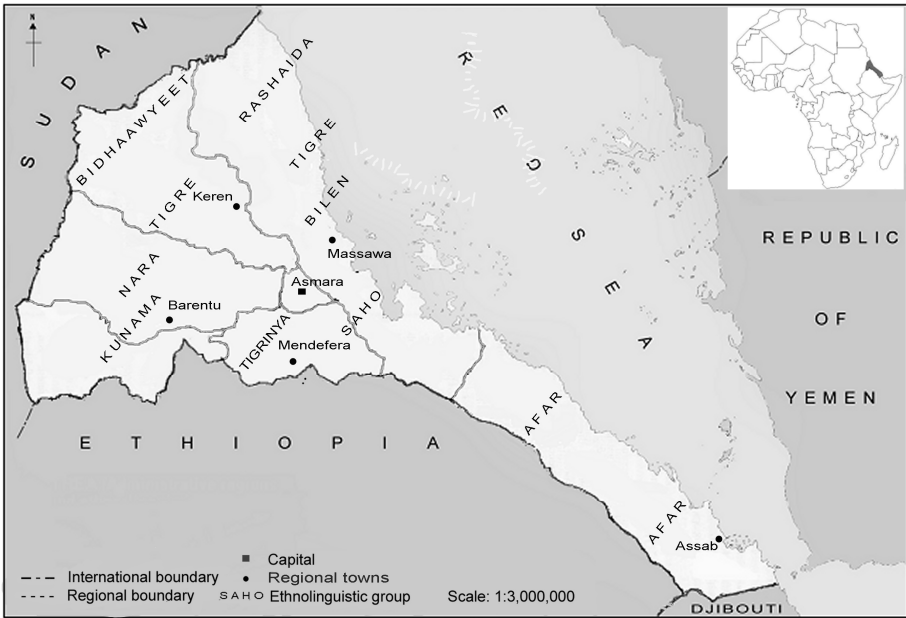 N
SUDAN
RED SEA
BIDHAAWYEET
RASHAIDA
TIGRE
TIGRE
Keren
BILEN
Massawa
REPUBLIC
OF
YEMEN
NARA
Asmara
Barentu
KUNAMA
SAHO
TIGRINYA
Mendefera
AFAR
ETHIOPIA
AFAR
Assab
Capital
International boundary
Regional towns
Regional boundary
SAHO Ethnolinguistic group
Scale: 1:3,000,000
DJIBOUTI